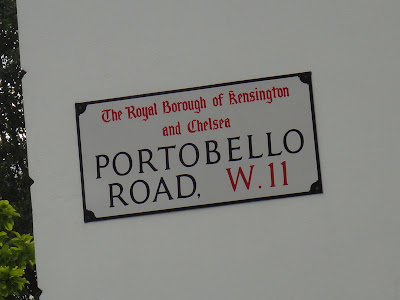 The Royal Borough of Kensington
and Chelsea
PORTOBELLO
ROAD, W.11